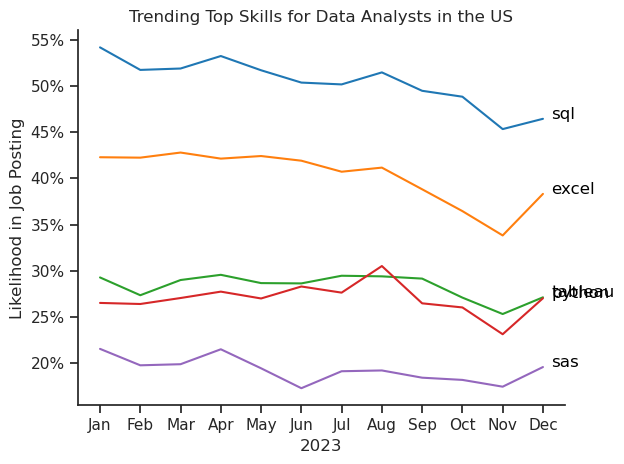 Trending Top Skills for Data Analysts in the US
55%
50%
45%
40%
35%
30%
25%
20%
Likelihood in Job Posting
sql
excel
tableau
python
sas
Jan Feb Mar Apr May Jun Jul Aug Sep Oct Nov Dec
2023